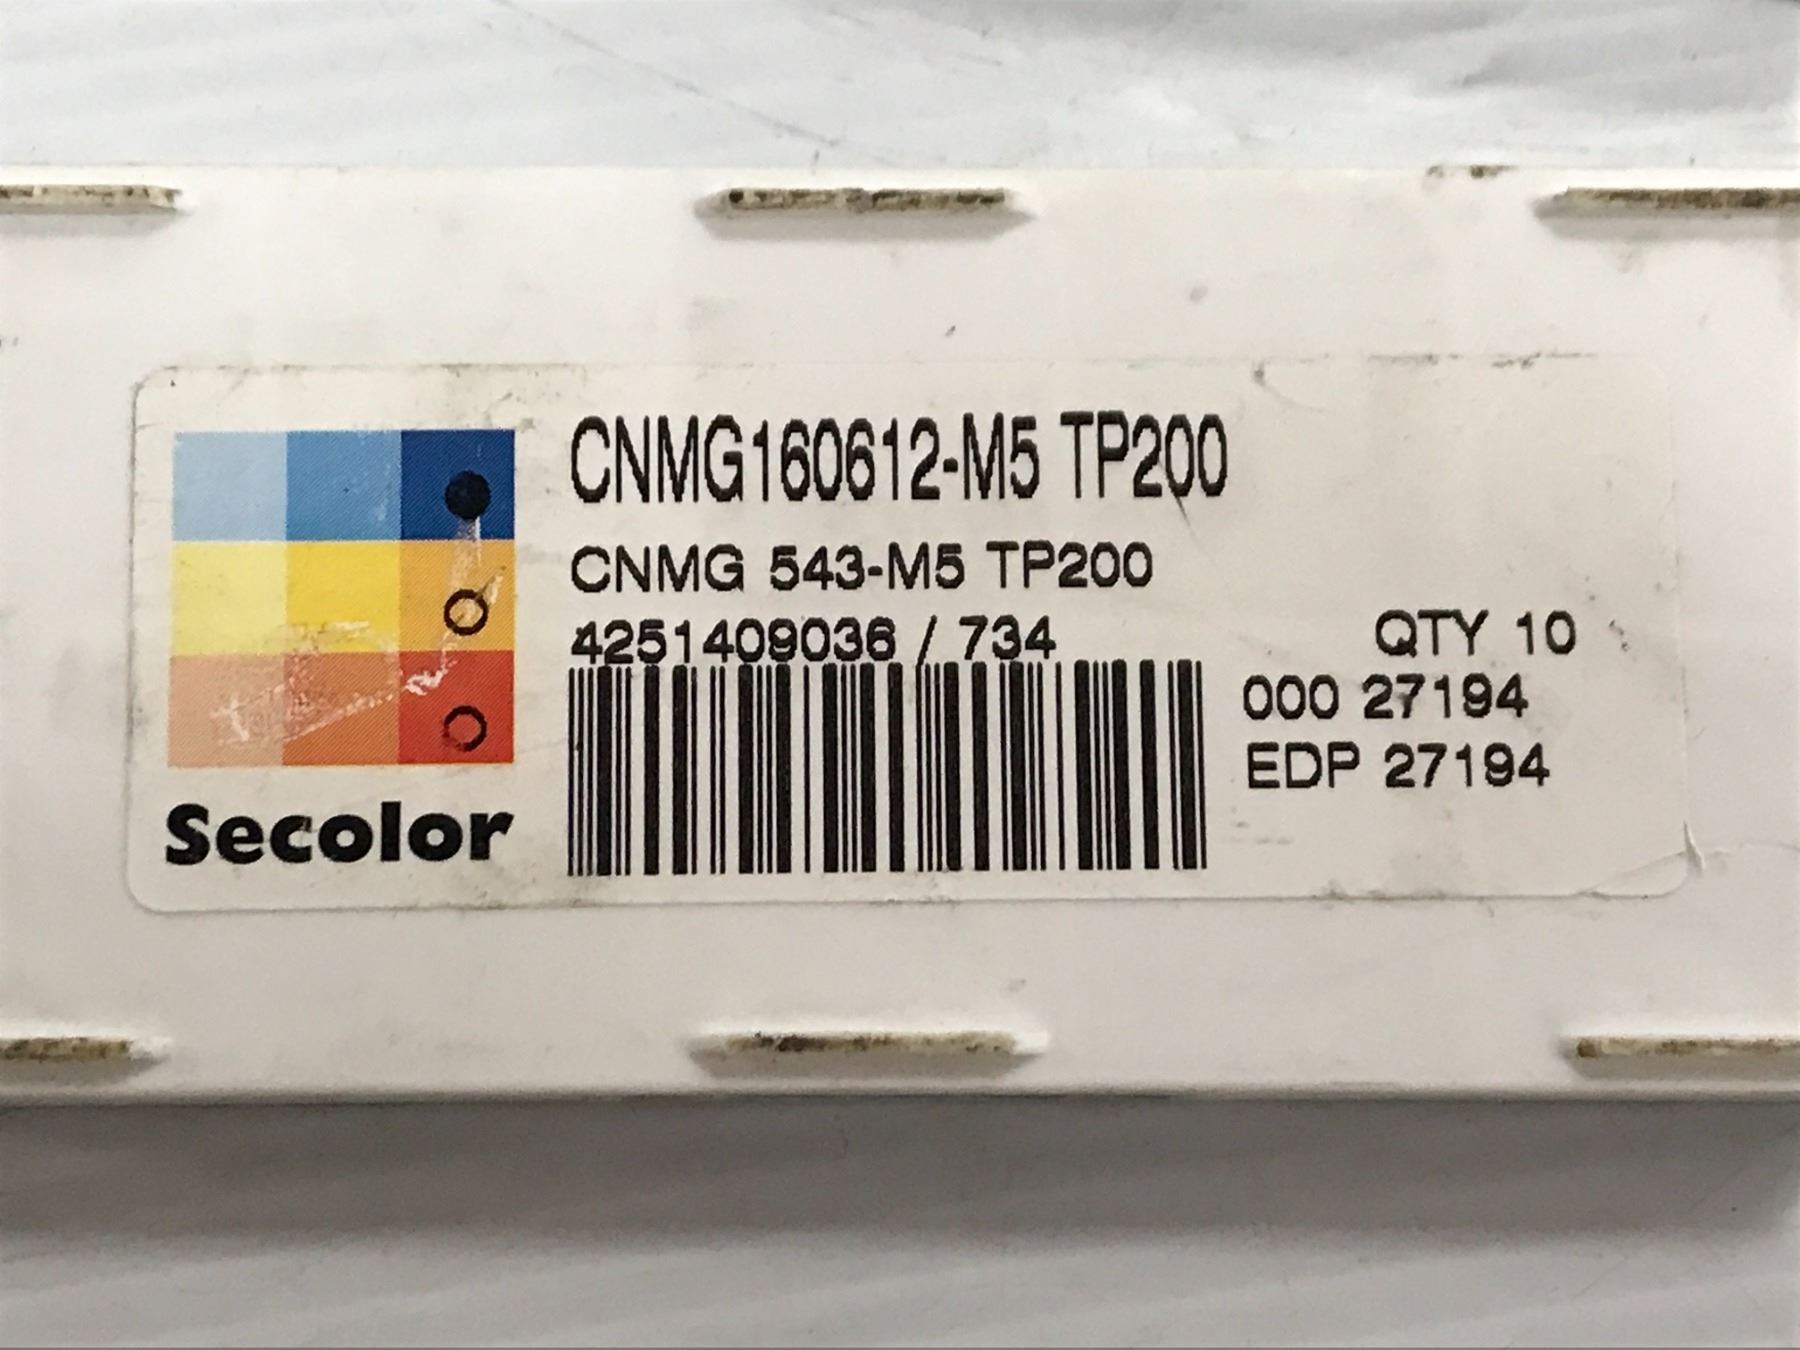 CNMG160612-M5 TP200
CNMG 543-M5 TP200
4251409036 / 734
QTY 10
000 27194
EDP 27194
Secolor